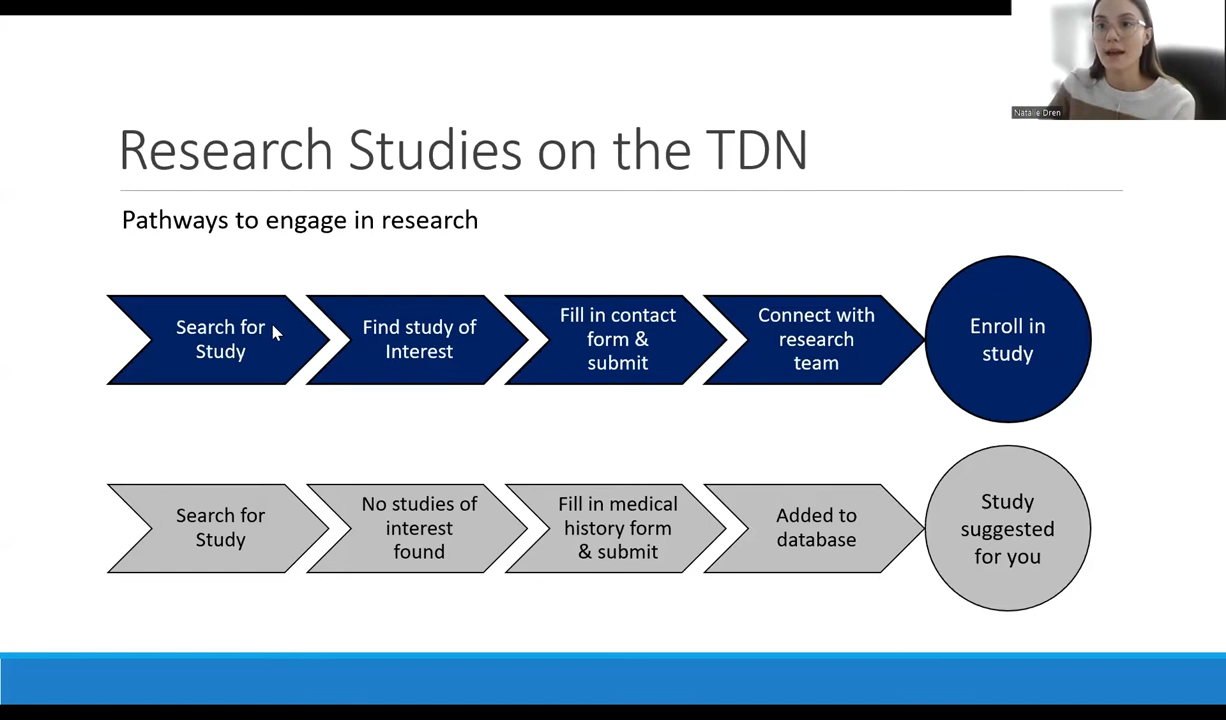 Natalie Dren
Research Studies on the TDN
Pathways to engage in research
Search for
Study
Find study of
Interest
Fill in contact
form &
submit
Connect with
research
team
Enroll in
study
Search for
Study
No studies of
interest
found
Fill in medical
history form
& submit
Added to
database
Study
suggested
for you